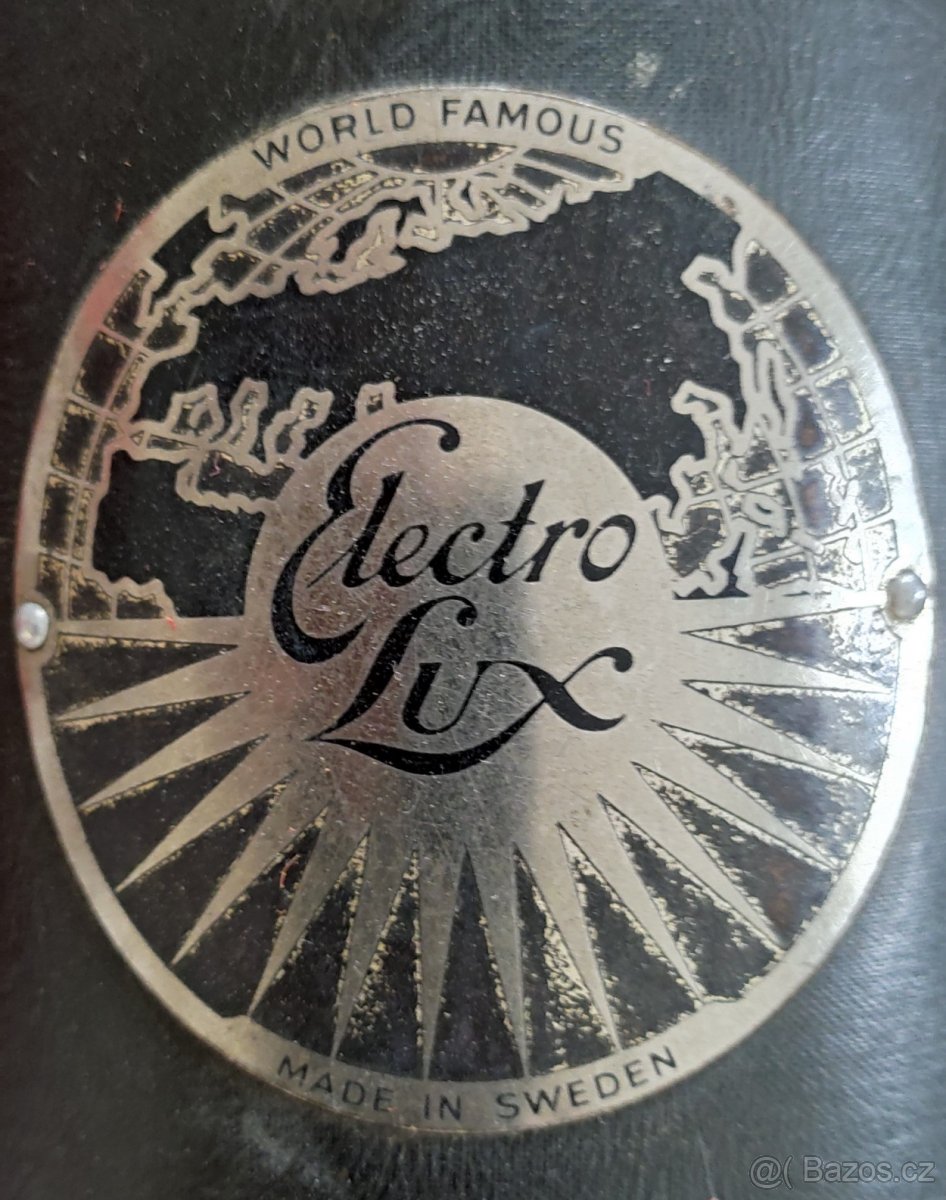 WORLD FAMOUS
Electro
Lux
MADE IN SWEDEN
@( Bazos.cz